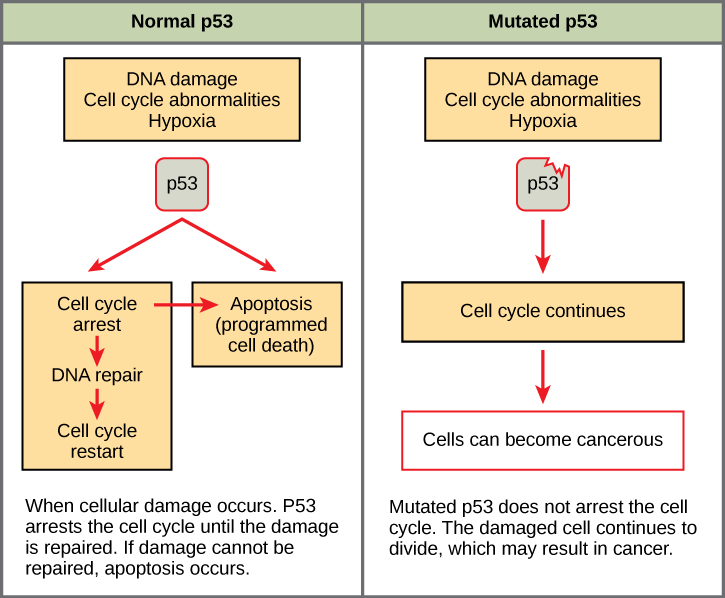 Normal p53
DNA damage
Cell cycle abnormalities
Hypoxia
p53
Cell cycle
arrest
DNA repair
Cell cycle
restart
Apoptosis
(programmed
cell death)
When cellular damage occurs. P53
arrests the cell cycle until the damage
is repaired. If damage cannot be
repaired, apoptosis occurs.
Mutated p53
DNA damage
Cell cycle abnormalities
Hypoxia
p53
Cell cycle continues
Cells can become cancerous
Mutated p53 does not arrest the cell
cycle. The damaged cell continues to
divide, which may result in cancer.